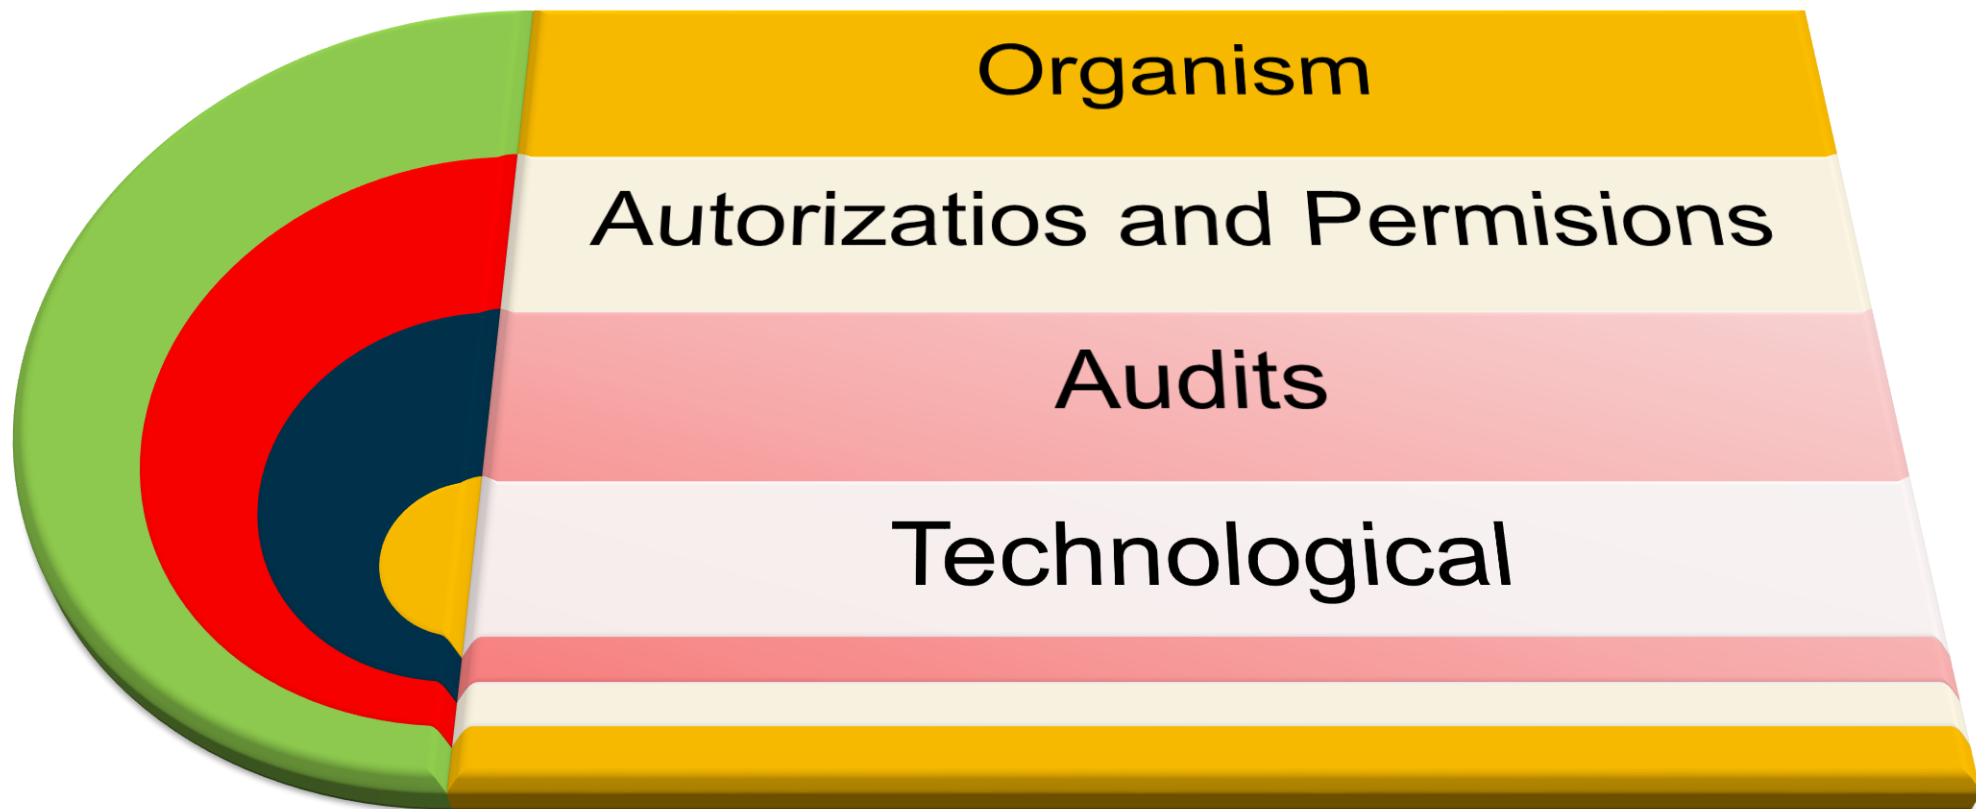 Organism
Autorizatios and Permisions
Audits
Technological